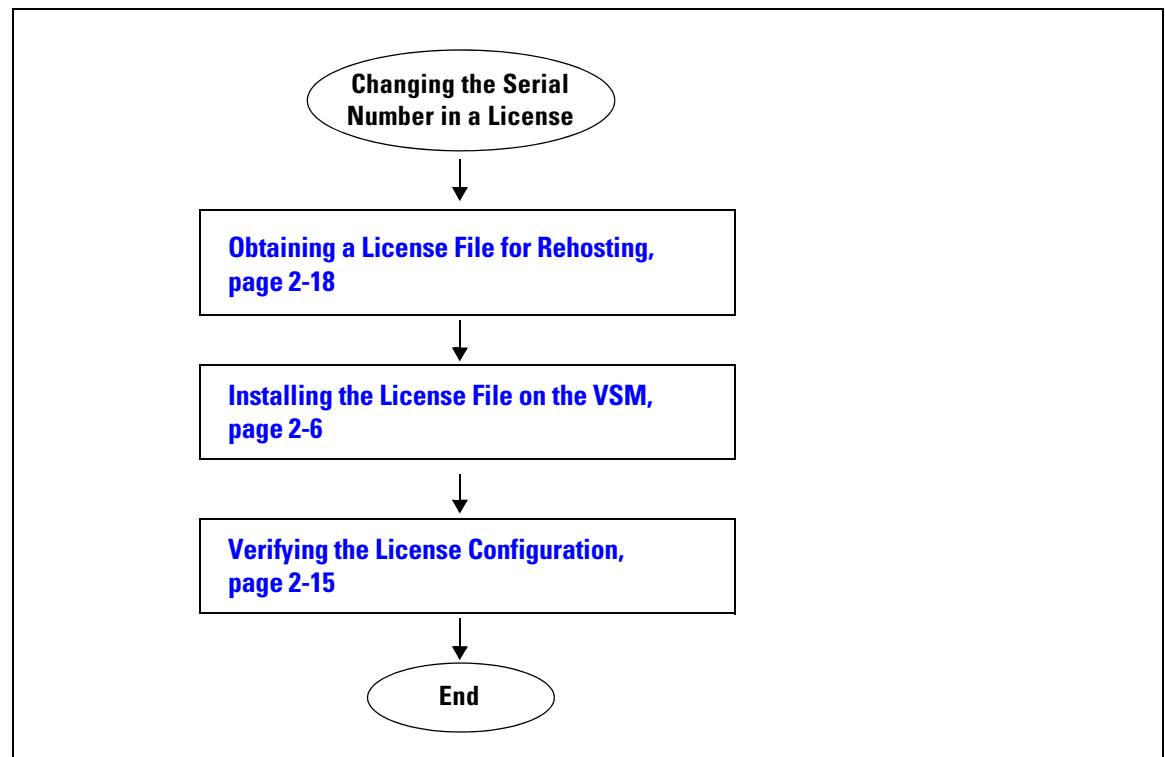 Changing the Serial
Number in a License
Obtaining a License File for Rehosting,
page 2-18
Installing the License File on the VSM,
page 2-6
Verifying the License Configuration,
page 2-15
End